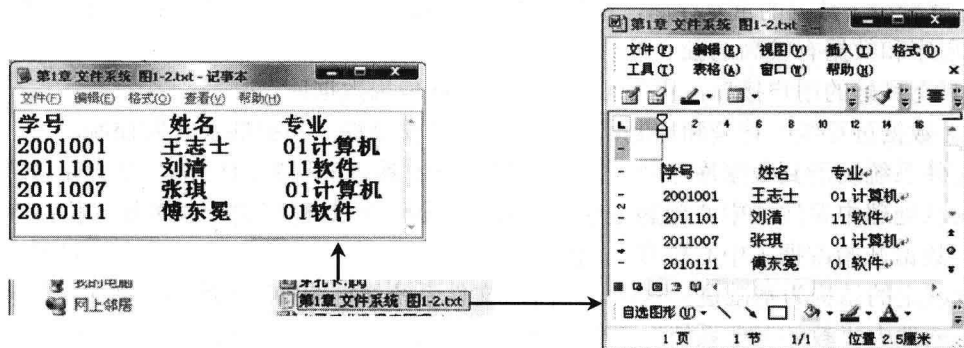 第1章 文件系统 图1-2.txt - 记事本
文件(F) 编辑(E) 格式(O) 查看(V) 帮助(H)
学号 姓名 专业
2001001 王志士 01计算机
2011101 刘清 11软件
2011007 张琪 01计算机
2010111 傅东冕 01软件
我的电脑
网上邻居
第1章 文件系统 图1-2.txt
第1章 文件系统 图1-2.txt - ...
文件(F) 编辑(E) 视图(V) 插入(I) 格式(O)
工具(T) 表格(A) 窗口(W) 帮助(H)
2 4 6 8 10 12 14 16
学号 姓名 专业
2001001 王志士 01 计算机
2011101 刘清 11 软件
2011007 张琪 01 计算机
2010111 傅东冕 01 软件
自选图形(U)
1 页 1 节 1/1 位置 2.5厘米